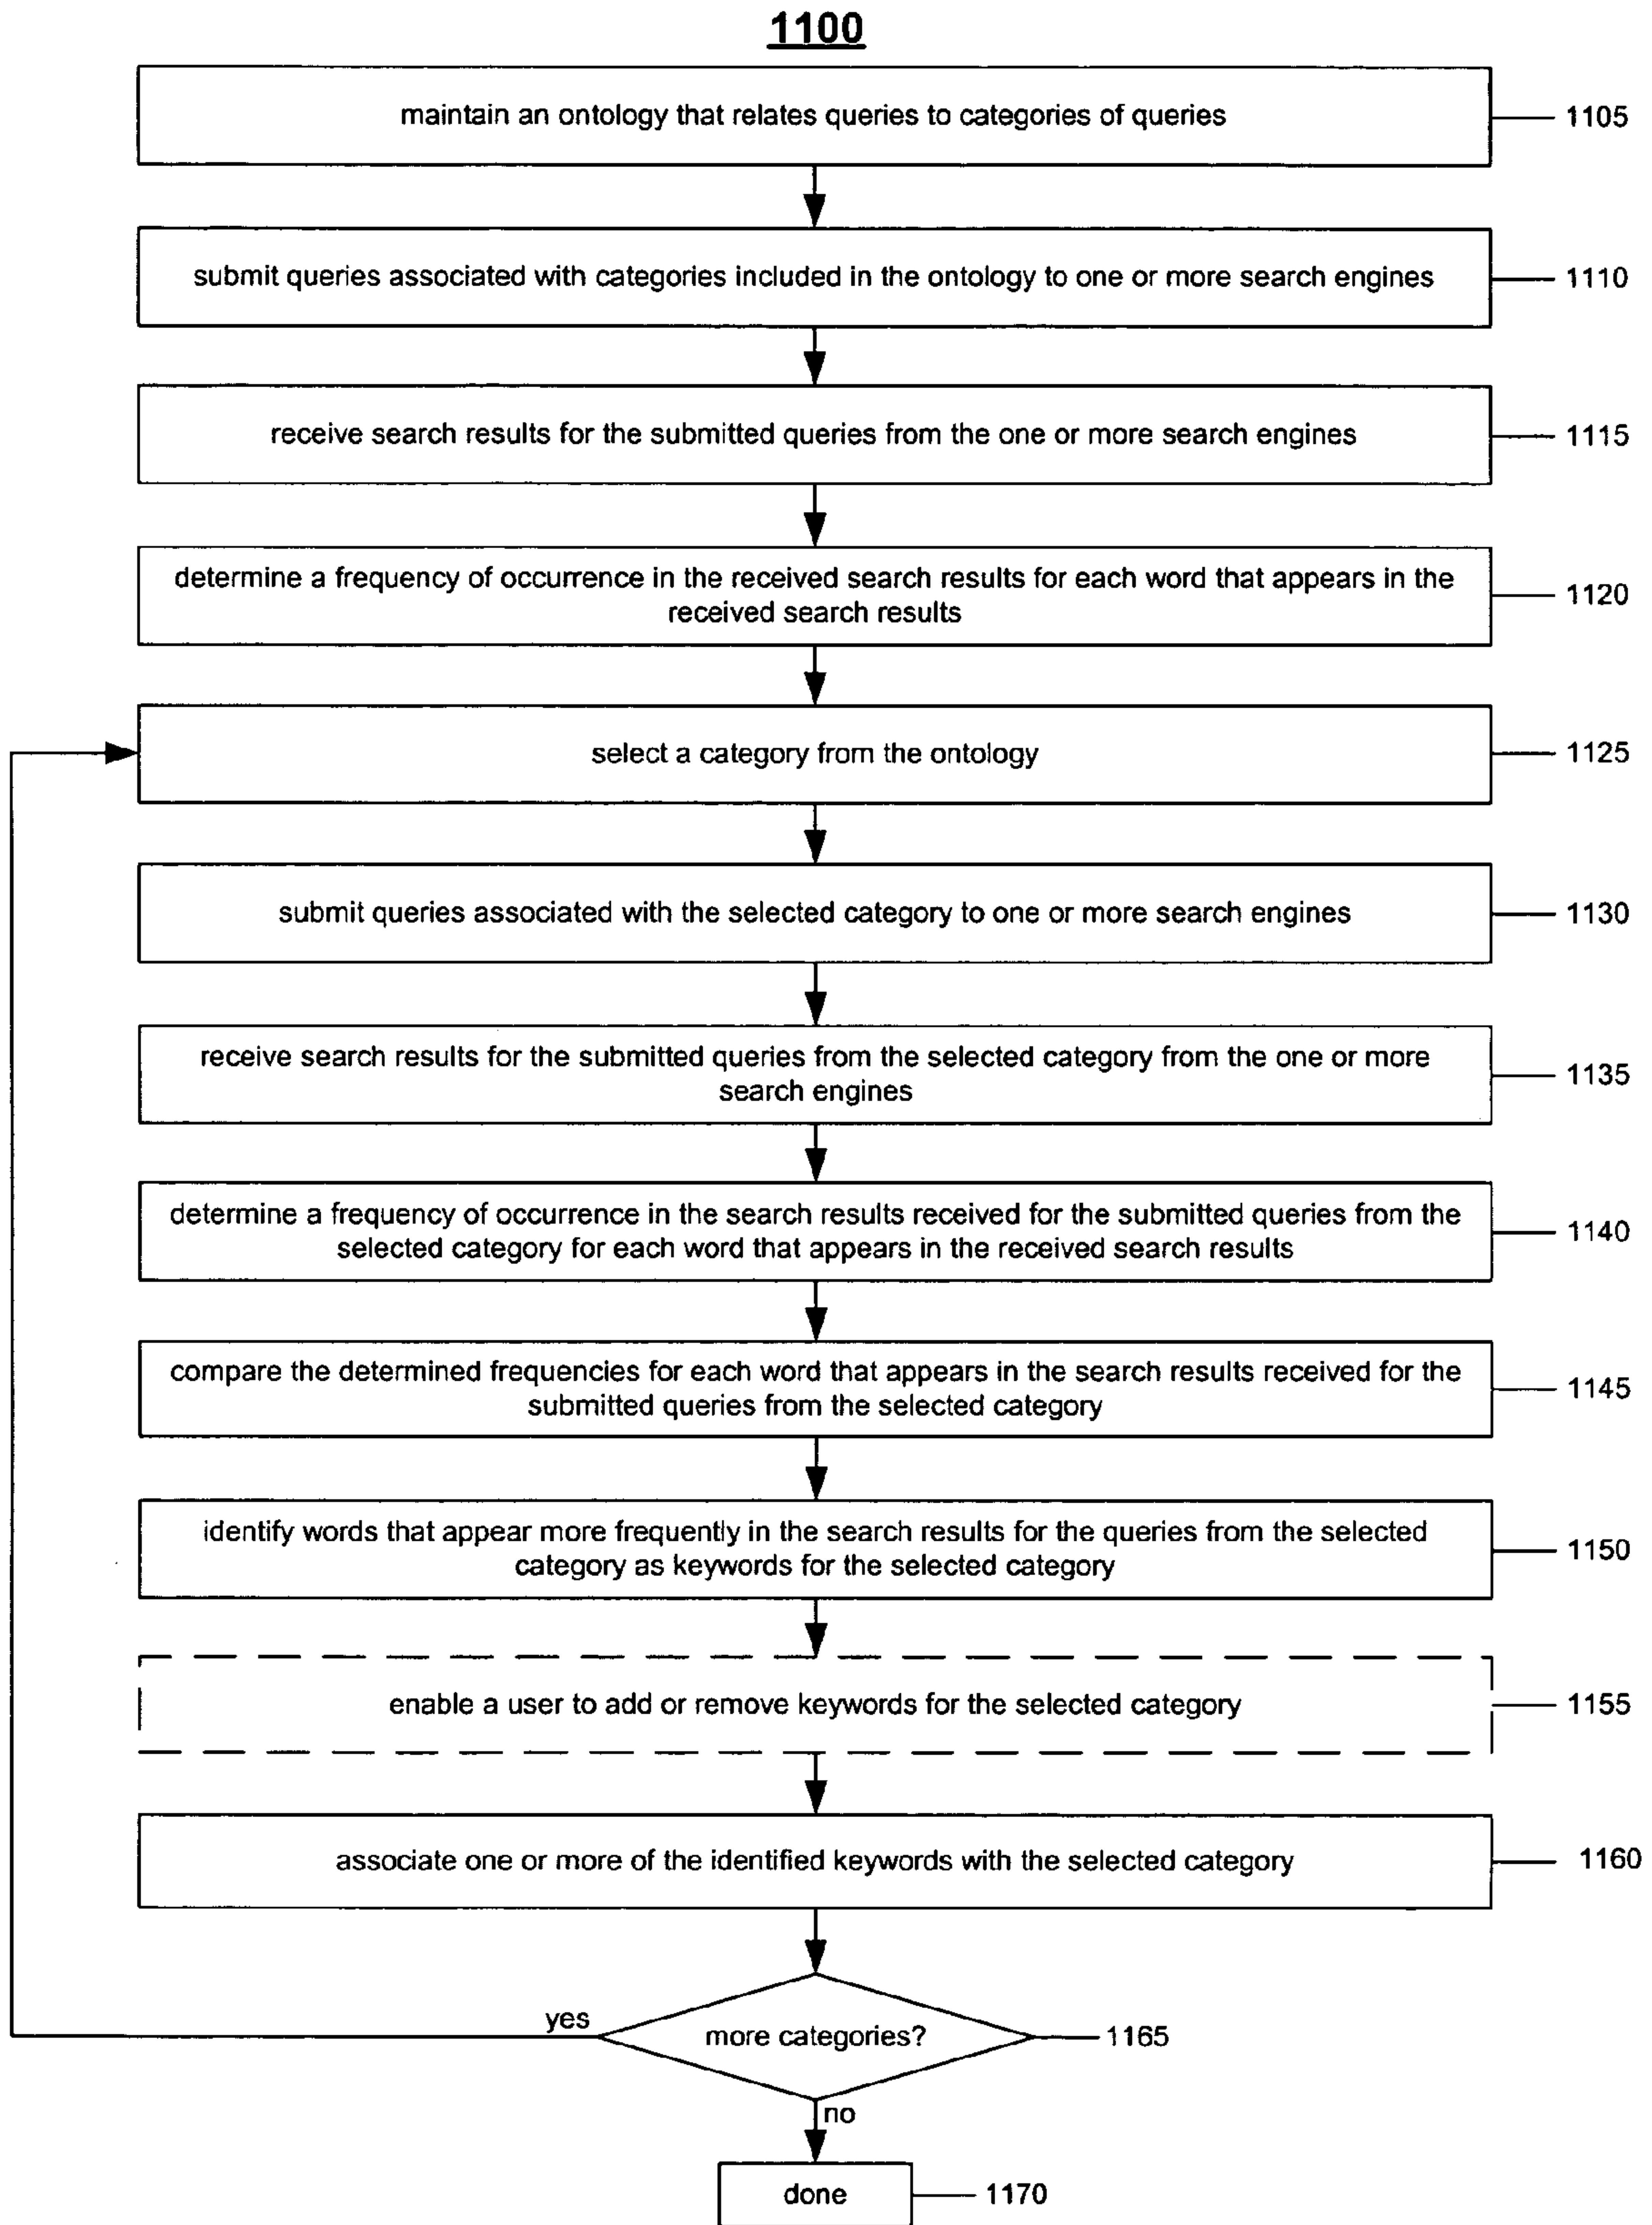 1100
maintain an ontology that relates queries to categories of queries
1105
submit queries associated with categories included in the ontology to one or more search engines
1110
receive search results for the submitted queries from the one or more search engines
1115
determine a frequency of occurrence in the received search results for each word that appears in the
received search results
1120
select a category from the ontology
1125
submit queries associated with the selected category to one or more search engines
1130
receive search results for the submitted queries from the selected category from the one or more
search engines
1135
determine a frequency of occurrence in the search results received for the submitted queries from the
selected category for each word that appears in the received search results
1140
compare the determined frequencies for each word that appears in the search results received for the
submitted queries from the selected category
1145
identify words that appear more frequently in the search results for the queries from the selected
category as keywords for the selected category
1150
enable a user to add or remove keywords for the selected category
1155
associate one or more of the identified keywords with the selected category
1160
yes
more categories?
1165
no
done
1170